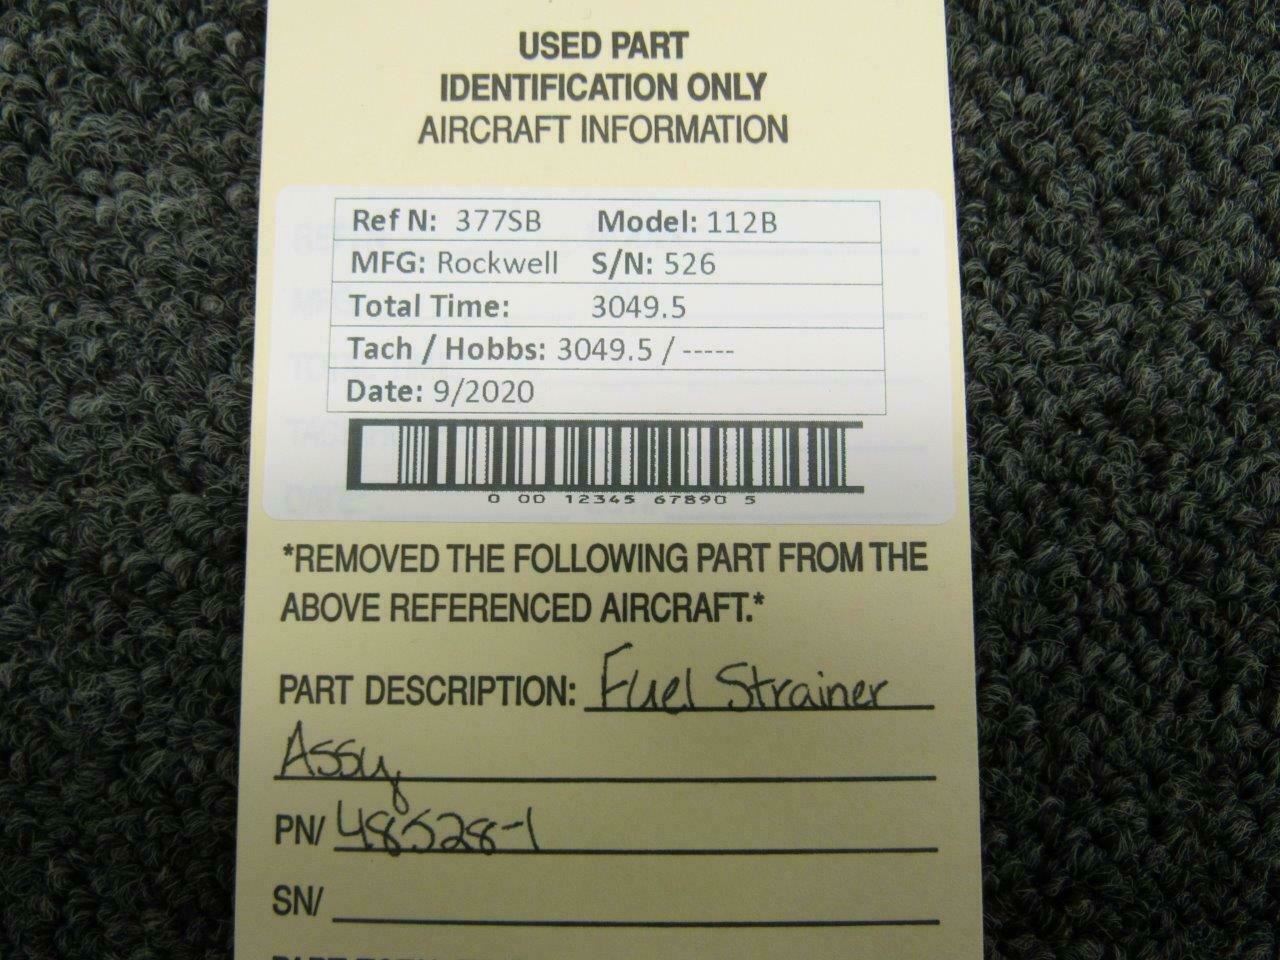 USED PART
IDENTIFICATION ONLY
AIRCRAFT INFORMATION
Ref N: 377SB Model: 112B
MFG: Rockwell S/N: 526
Total Time: 3049.5
Tach / Hobbs: 3049.5 / -----
Date: 9/2020
0 00 12345 67890 5
*REMOVED THE FOLLOWING PART FROM THE
ABOVE REFERENCED AIRCRAFT.*
PART DESCRIPTION: Fuel Strainer
Assy
PN/ 48528-1
SN/